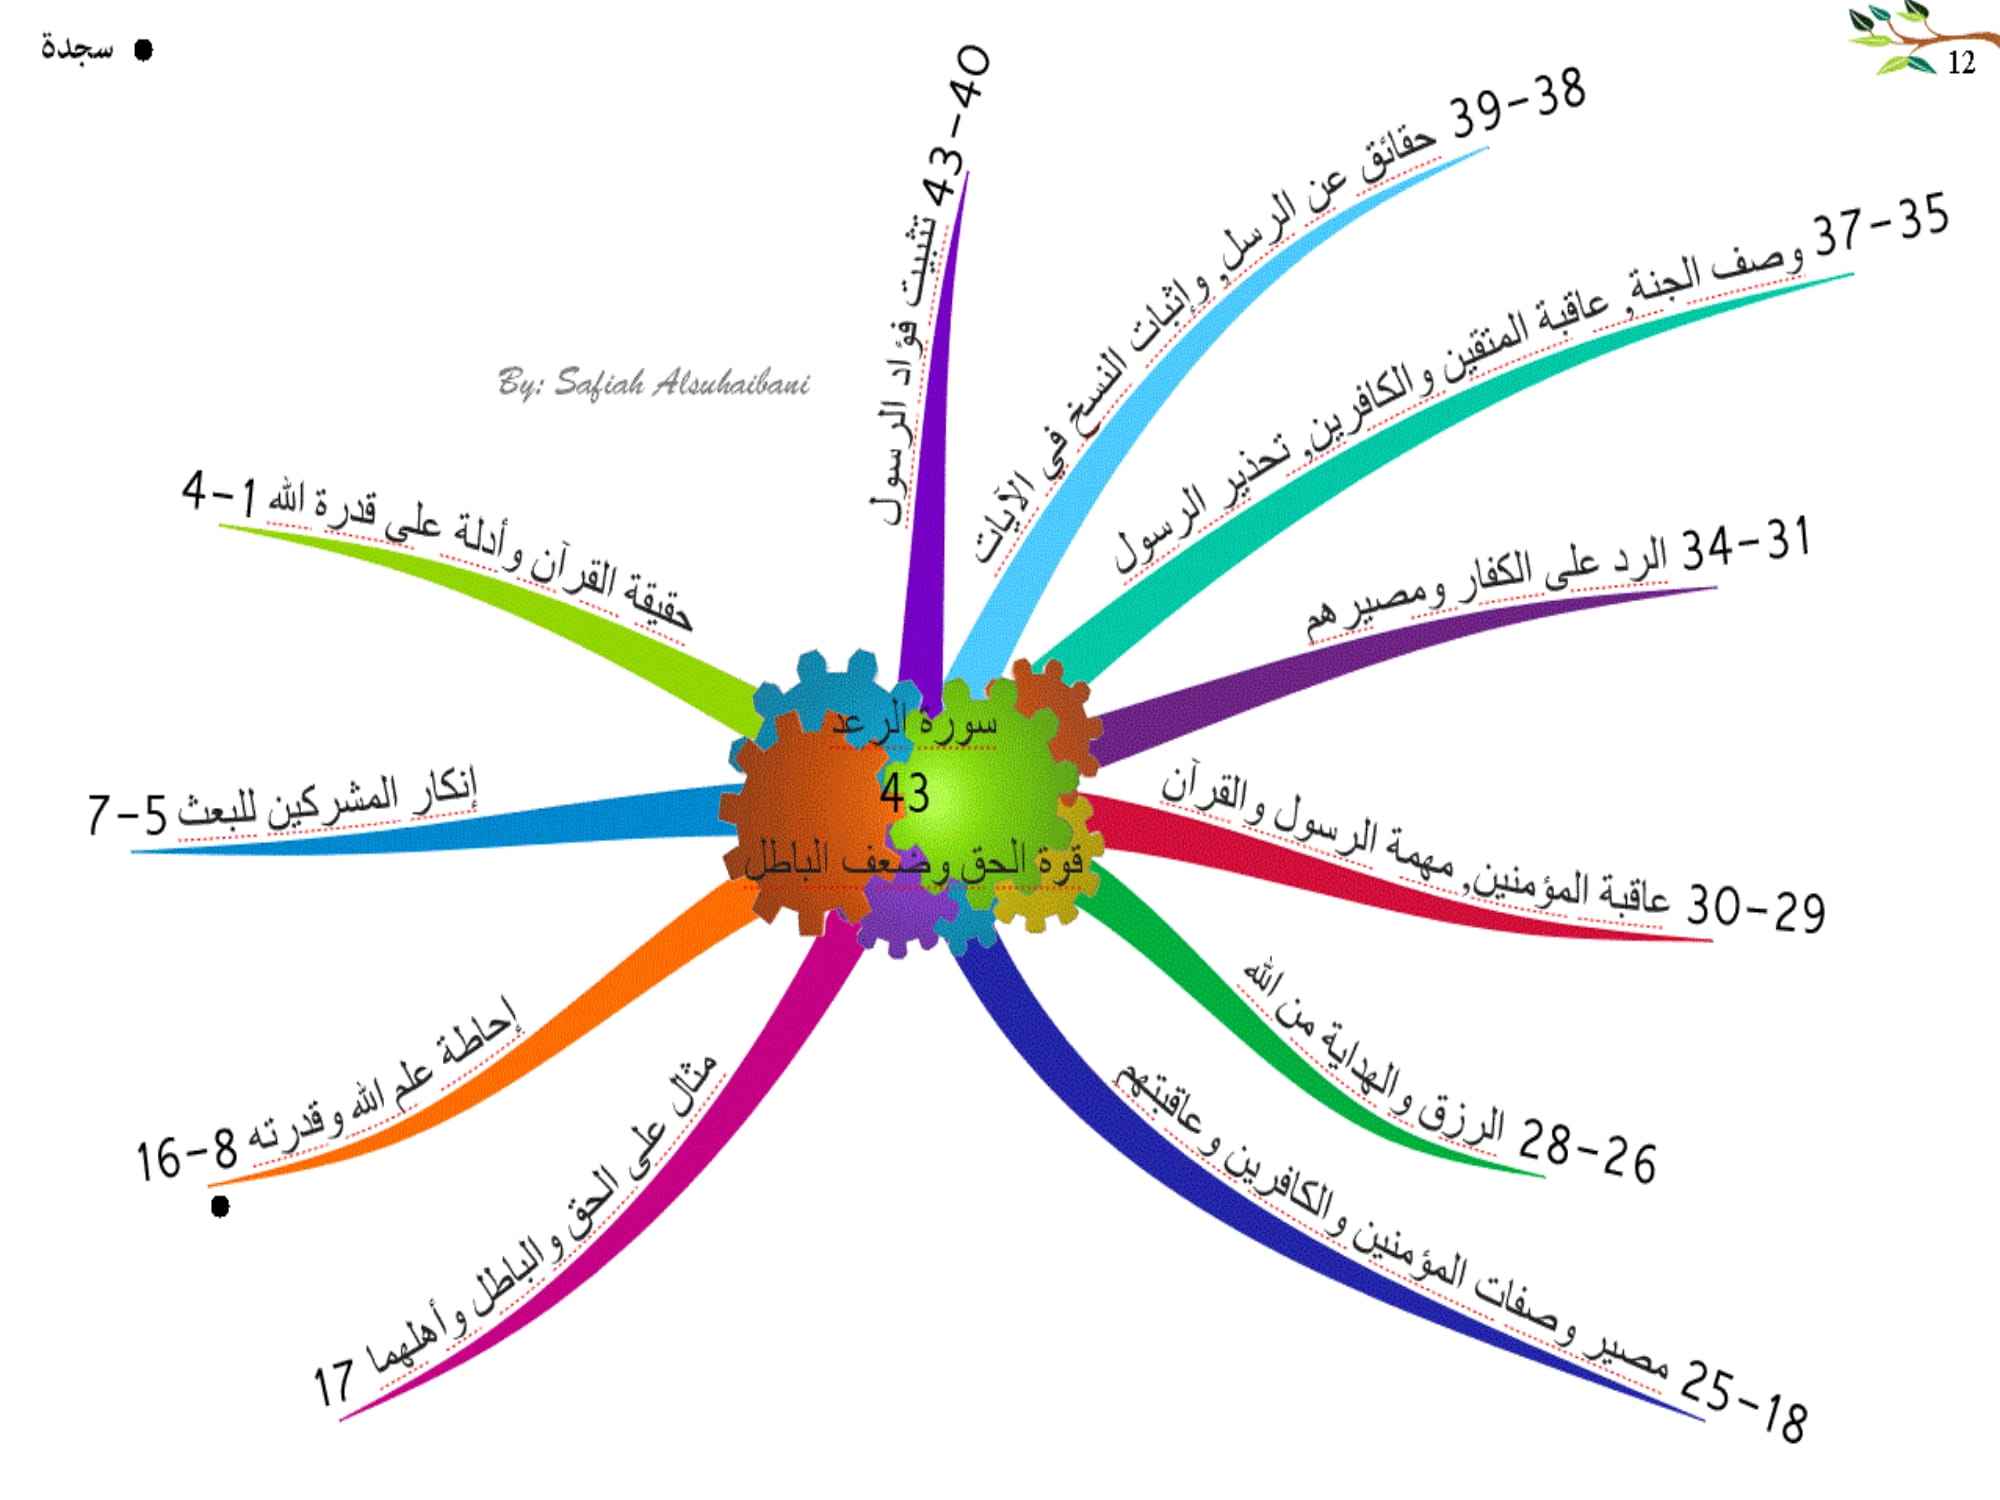 سجدة
12
By: Safiah Alsuhaibani
سورة الرعد
43
قوة الحق وضعف الباطل
حقيقة القرآن وأدلة على قدرة الله 1-4
إنكار المشركين للبعث 5-7
إحاطة علم الله وقدرته 8-16
مثال على الحق والباطل وأهلهما 17
18-25 مصير وصفات المؤمنين والكافرين وعاقبتهم
26-28 الرزق والهداية من الله
29-30 عاقبة المؤمنين, مهمة الرسول والقرآن
31-34 الرد على الكفار ومصيرهم
35-37 وصف الجنة, عاقبة المتقين والكافرين, تحذير الرسول
38-39 حقائق عن الرسل, وإثبات النسخ في الآيات
40-43 تثبيت فؤاد الرسول